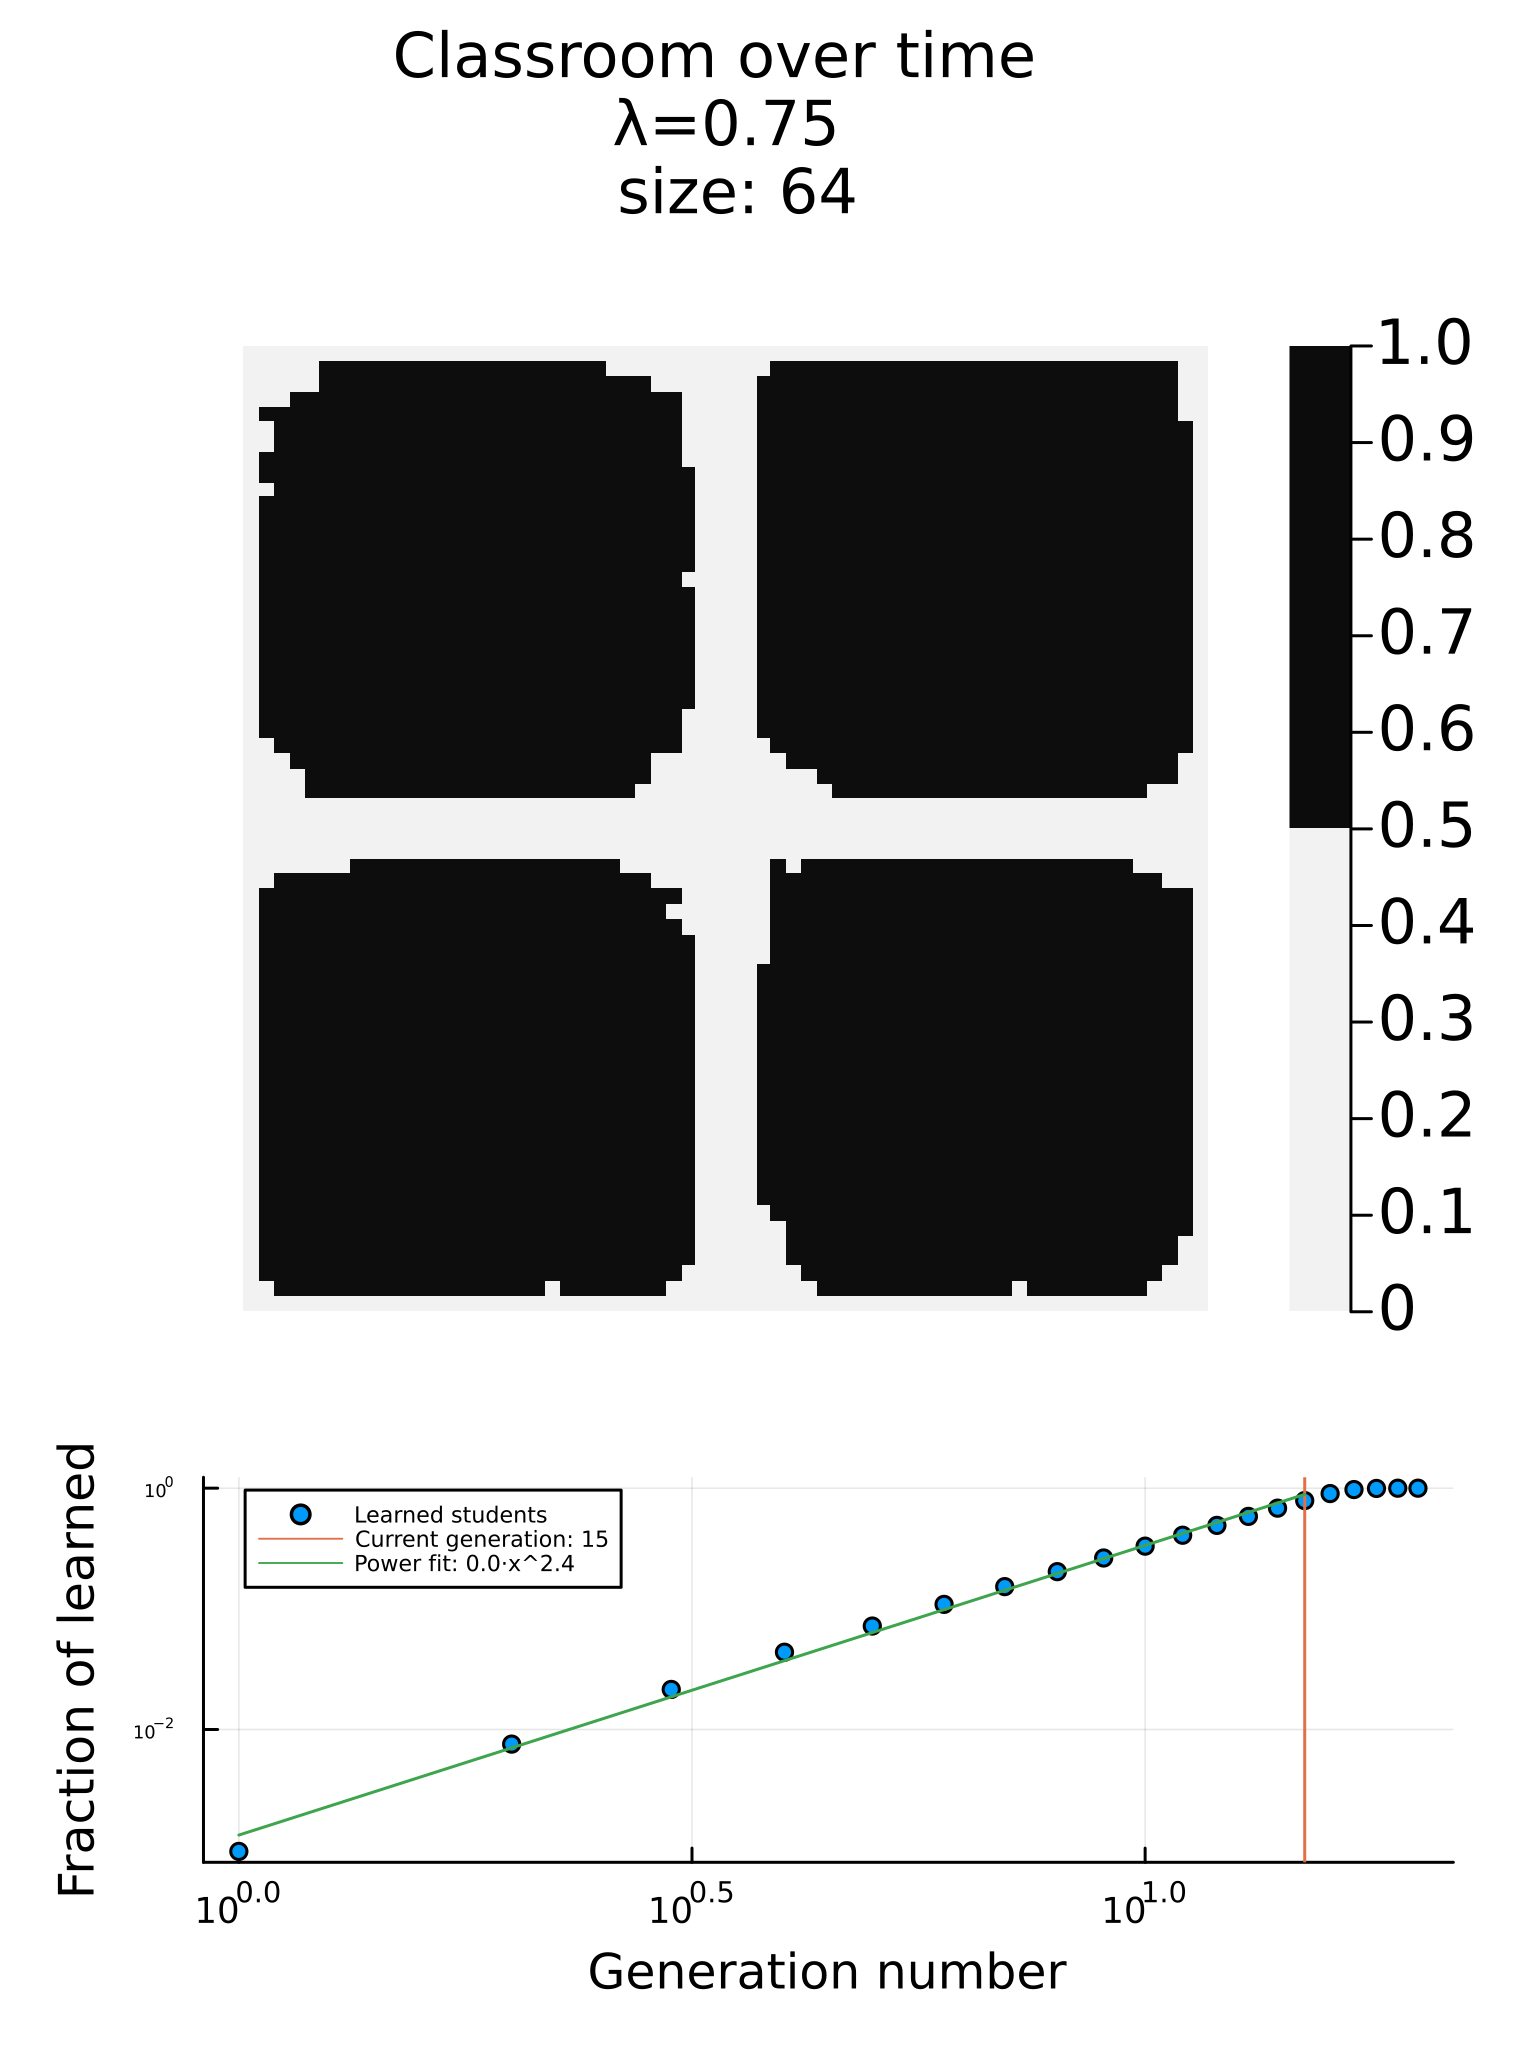 Classroom over time
λ=0.75
size: 64
1.0
0.9
0.8
0.7
0.6
0.5
0.4
0.3
0.2
0.1
0
Fraction of learned
10^0
10^−2
Learned students
Current generation: 15
Power fit: 0.0·x^2.4
10^0.0 10^0.5 10^1.0
Generation number